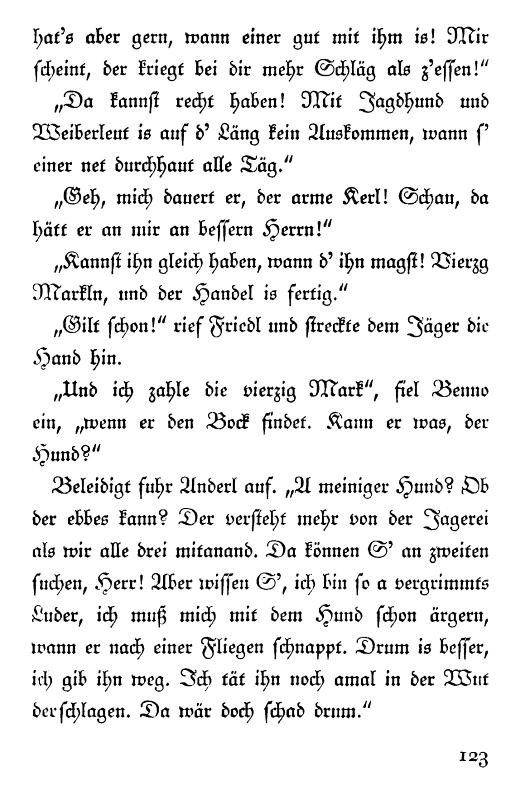 hat's aber gern, wann einer gut mit ihm is! Mir
scheint, der kriegt bei dir mehr Schläg als z'essen!“
„Da kannst recht haben! Mit Jagdhund und
Weiberleut is auf d' Läng kein Auskommen, wann s'
einer net durchhaut alle Täg.“
„Geh, mich dauert er, der arme Kerl! Schau, da
hätt er an mir an bessern Herrn!“
„Kannst ihn gleich haben, wann d' ihn magst! Vierzg
Markln, und der Handel is fertig.“
„Gilt schon!“ rief Friedl und streckte dem Jäger die
Hand hin.
„Und ich zahle die vierzig Mark“, fiel Benno
ein, „wenn er den Bock findet. Kann er was, der
Hund?“
Beleidigt fuhr Anderl auf. „A meiniger Hund? Ob
der ebbes kann? Der versteht mehr von der Jagerei
als wir alle drei mitanand. Da können S' an zweiten
suchen, Herr! Aber wissen S', ich bin so a vergrimmts
Luder, ich muß mich mit dem Hund schon ärgern,
wann er nach einer Fliegen schnappt. Drum is besser,
ich gib ihn weg. Ich tät ihn noch amal in der Wut
derschlagen. Da wär doch schad drum.“
123